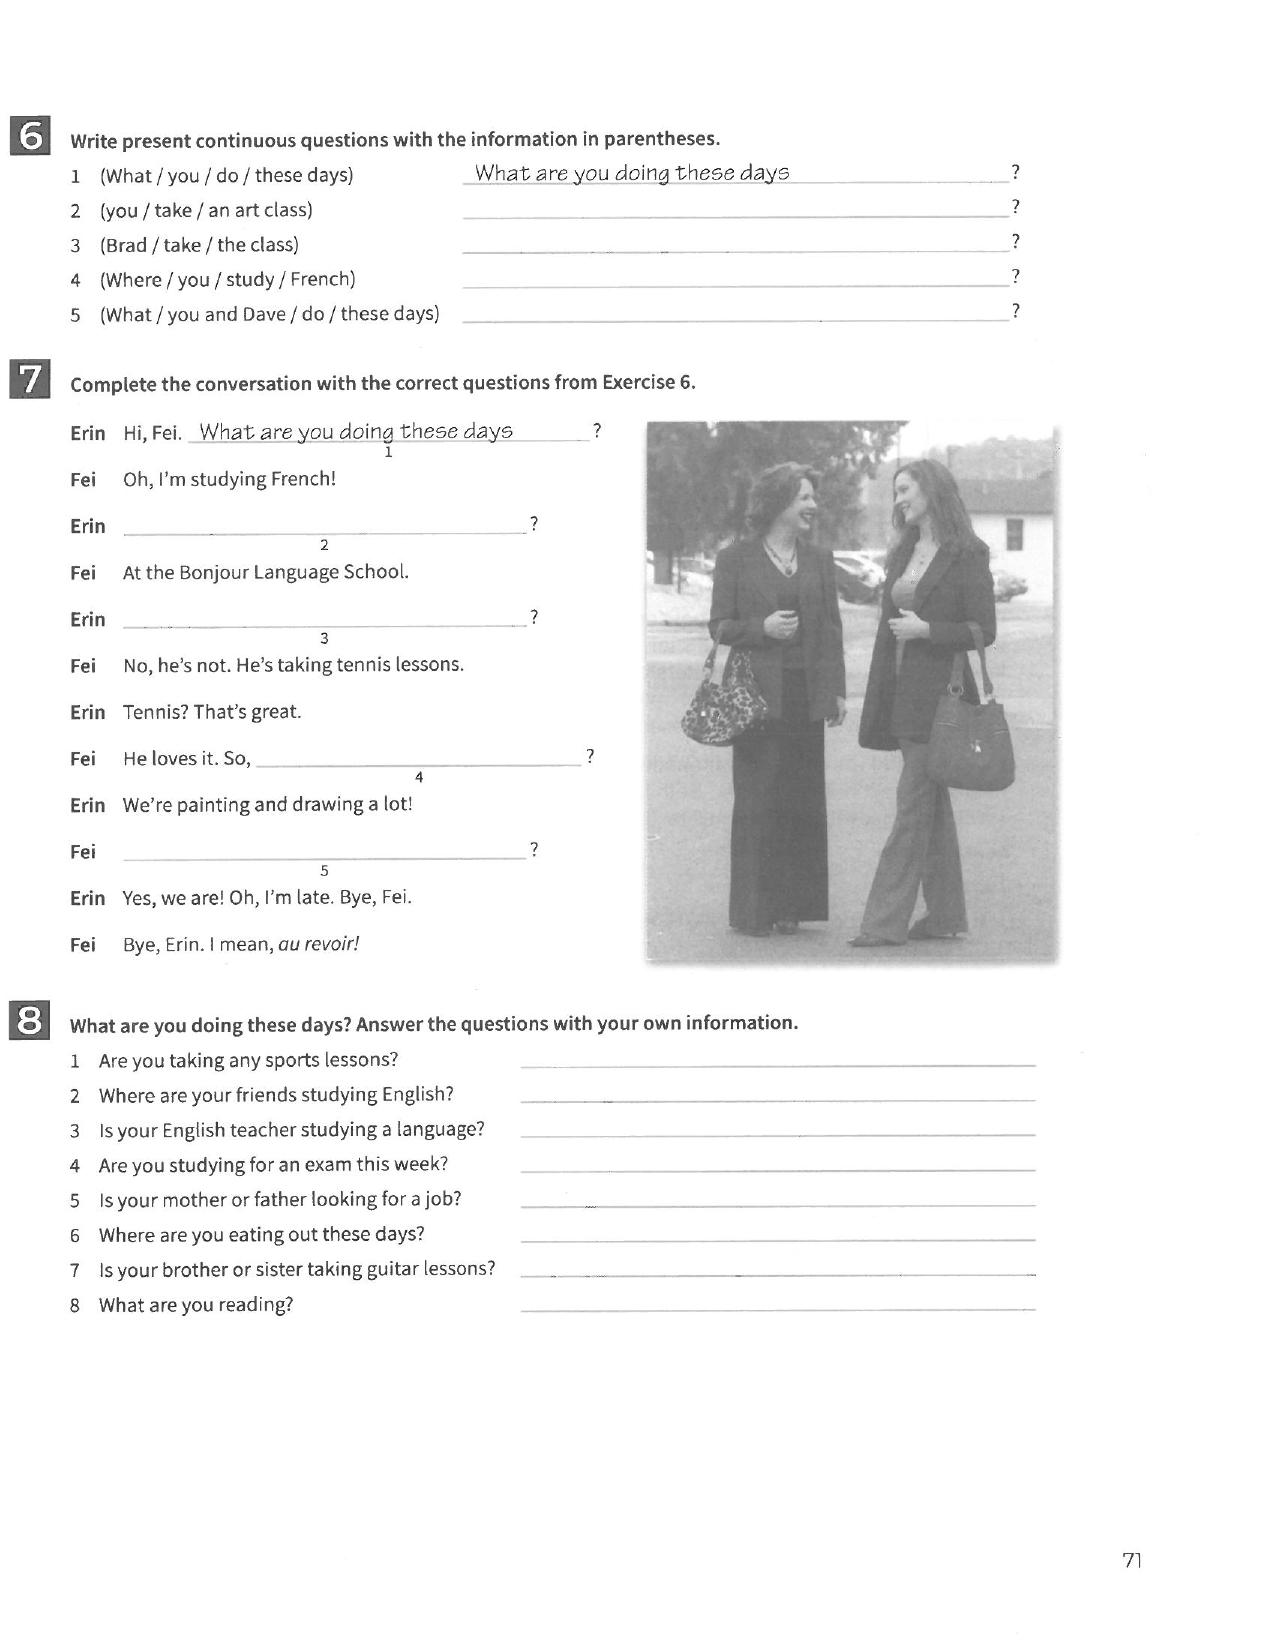 6 Write present continuous questions with the information in parentheses.
1 (What / you / do / these days) What are you doing these days ?
2 (you / take / an art class) ?
3 (Brad / take / the class) ?
4 (Where / you / study / French) ?
5 (What / you and Dave / do / these days) ?
7 Complete the conversation with the correct questions from Exercise 6.
Erin Hi, Fei. What are you doing these days ?
1
Fei Oh, I'm studying French!
Erin ?
2
Fei At the Bonjour Language School.
Erin ?
3
Fei No, he's not. He's taking tennis lessons.
Erin Tennis? That's great.
Fei He loves it. So, ?
4
Erin We're painting and drawing a lot!
Fei ?
5
Erin Yes, we are! Oh, I'm late. Bye, Fei.
Fei Bye, Erin. I mean, au revoir!
8 What are you doing these days? Answer the questions with your own information.
1 Are you taking any sports lessons?
2 Where are your friends studying English?
3 Is your English teacher studying a language?
4 Are you studying for an exam this week?
5 Is your mother or father looking for a job?
6 Where are you eating out these days?
7 Is your brother or sister taking guitar lessons?
8 What are you reading?
71